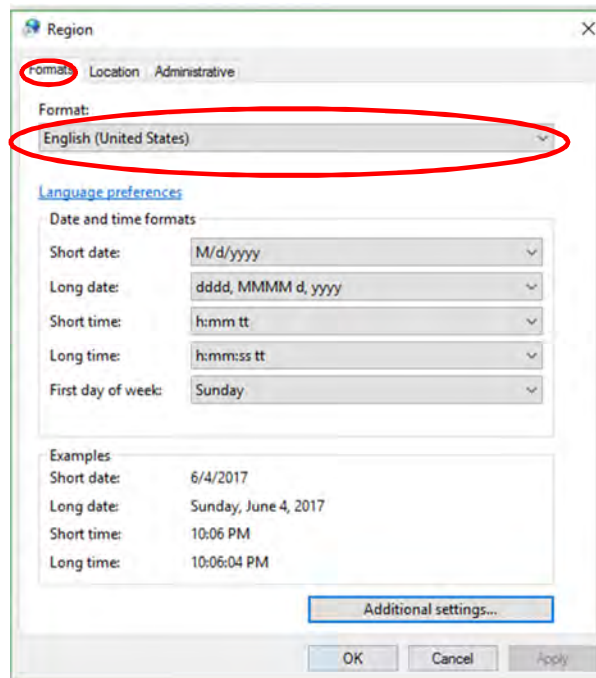 Region
Formats Location Administrative
Format:
English (United States)
Language preferences
Date and time formats
Short date: M/d/yyyy
Long date: dddd, MMMM d, yyyy
Short time: h:mm tt
Long time: h:mm:ss tt
First day of week: Sunday
Examples
Short date: 6/4/2017
Long date: Sunday, June 4, 2017
Short time: 10:06 PM
Long time: 10:06:04 PM
Additional settings...
OK Cancel Apply